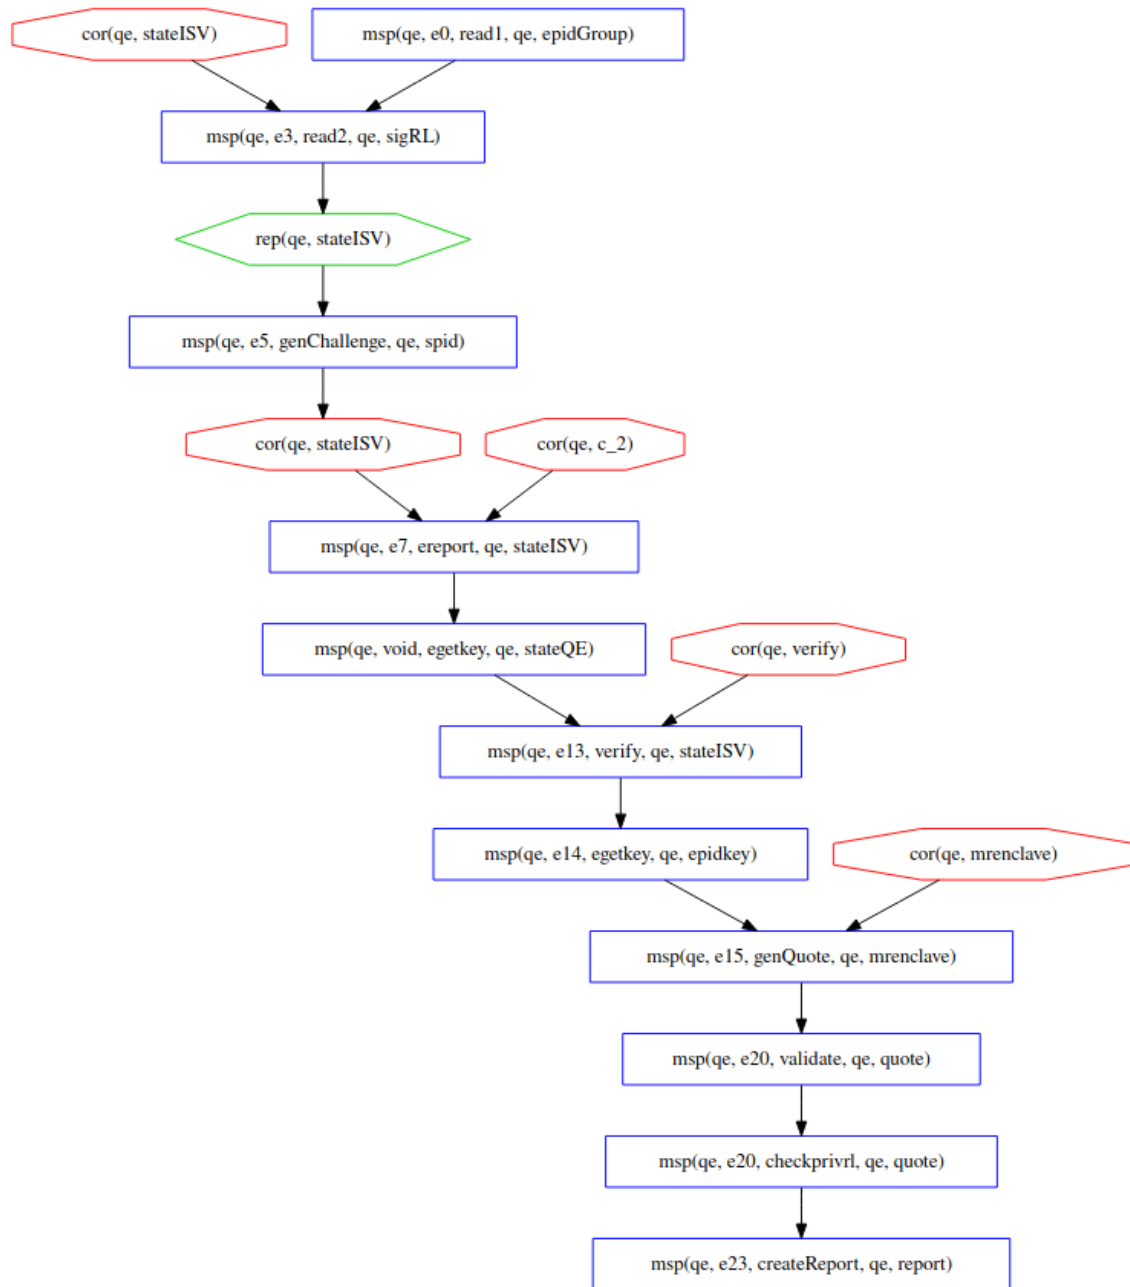 cor(qe, stateISV)
msp(qe, e0, read1, qe, epidGroup)
msp(qe, e3, read2, qe, sigRL)
rep(qe, stateISV)
msp(qe, e5, genChallenge, qe, spid)
cor(qe, stateISV)
cor(qe, c_2)
msp(qe, e7, ereport, qe, stateISV)
msp(qe, void, egetkey, qe, stateQE)
cor(qe, verify)
msp(qe, e13, verify, qe, stateISV)
msp(qe, e14, egetkey, qe, epidkey)
cor(qe, mrenclave)
msp(qe, e15, genQuote, qe, mrenclave)
msp(qe, e20, validate, qe, quote)
msp(qe, e20, checkprivrl, qe, quote)
msp(qe, e23, createReport, qe, report)